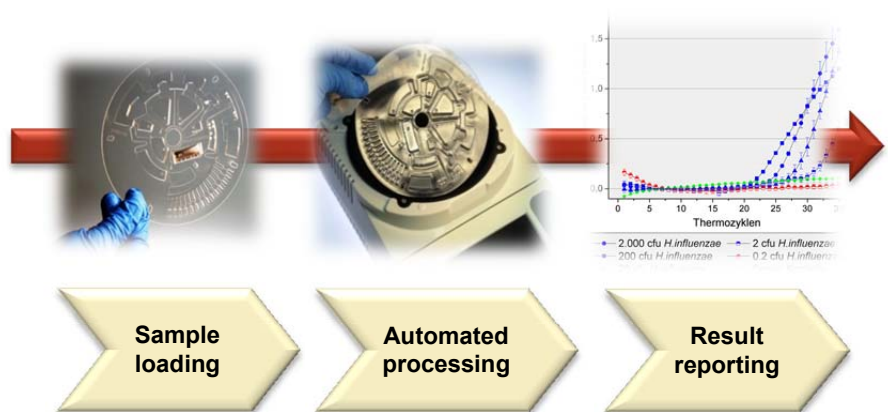 1.5
1.0
0.5
0.0
0 5 10 15 20 25 30
Thermozyklen
2.000 cfu H.influenzae 2 cfu H.influenzae
200 cfu H.influenzae 0.2 cfu H.influenzae
Sample
loading
Automated
processing
Result
reporting